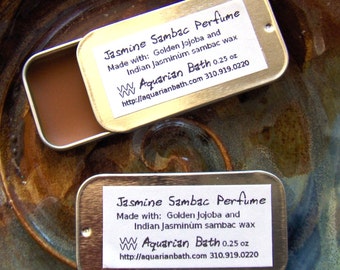 Jasmine Sambac Perfume
Made with: Golden Jojoba and
Indian Jasminum sambac wax
Aquarian Bath 0.25 oz
http://aquarianbath.com 310.919.0220
Jasmine Sambac Perfume
Made with: Golden Jojoba and
Indian Jasminum sambac wax
Aquarian Bath 0.25 oz
http://aquarianbath.com 310.919.0220